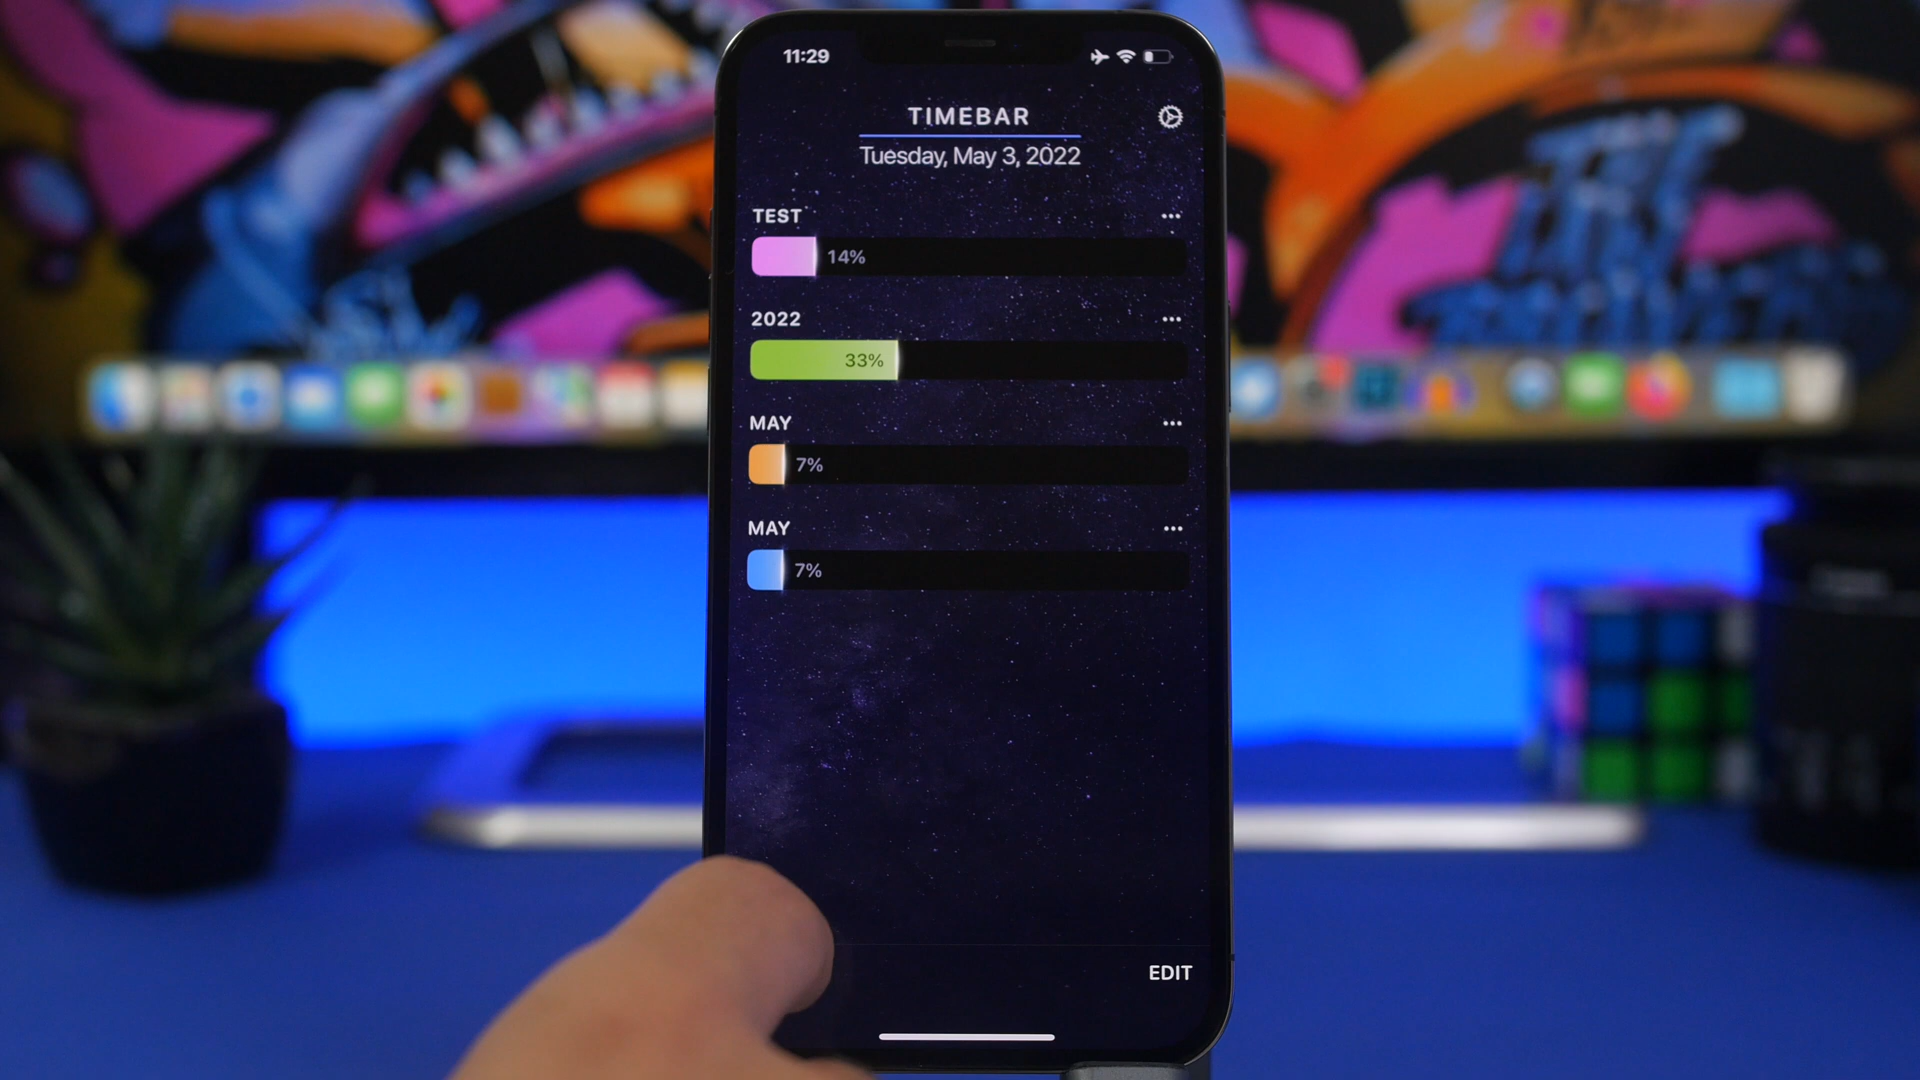 11:29
TIMEBAR
Tuesday, May 3, 2022
TEST
14%
2022
33%
MAY
7%
MAY
7%
EDIT